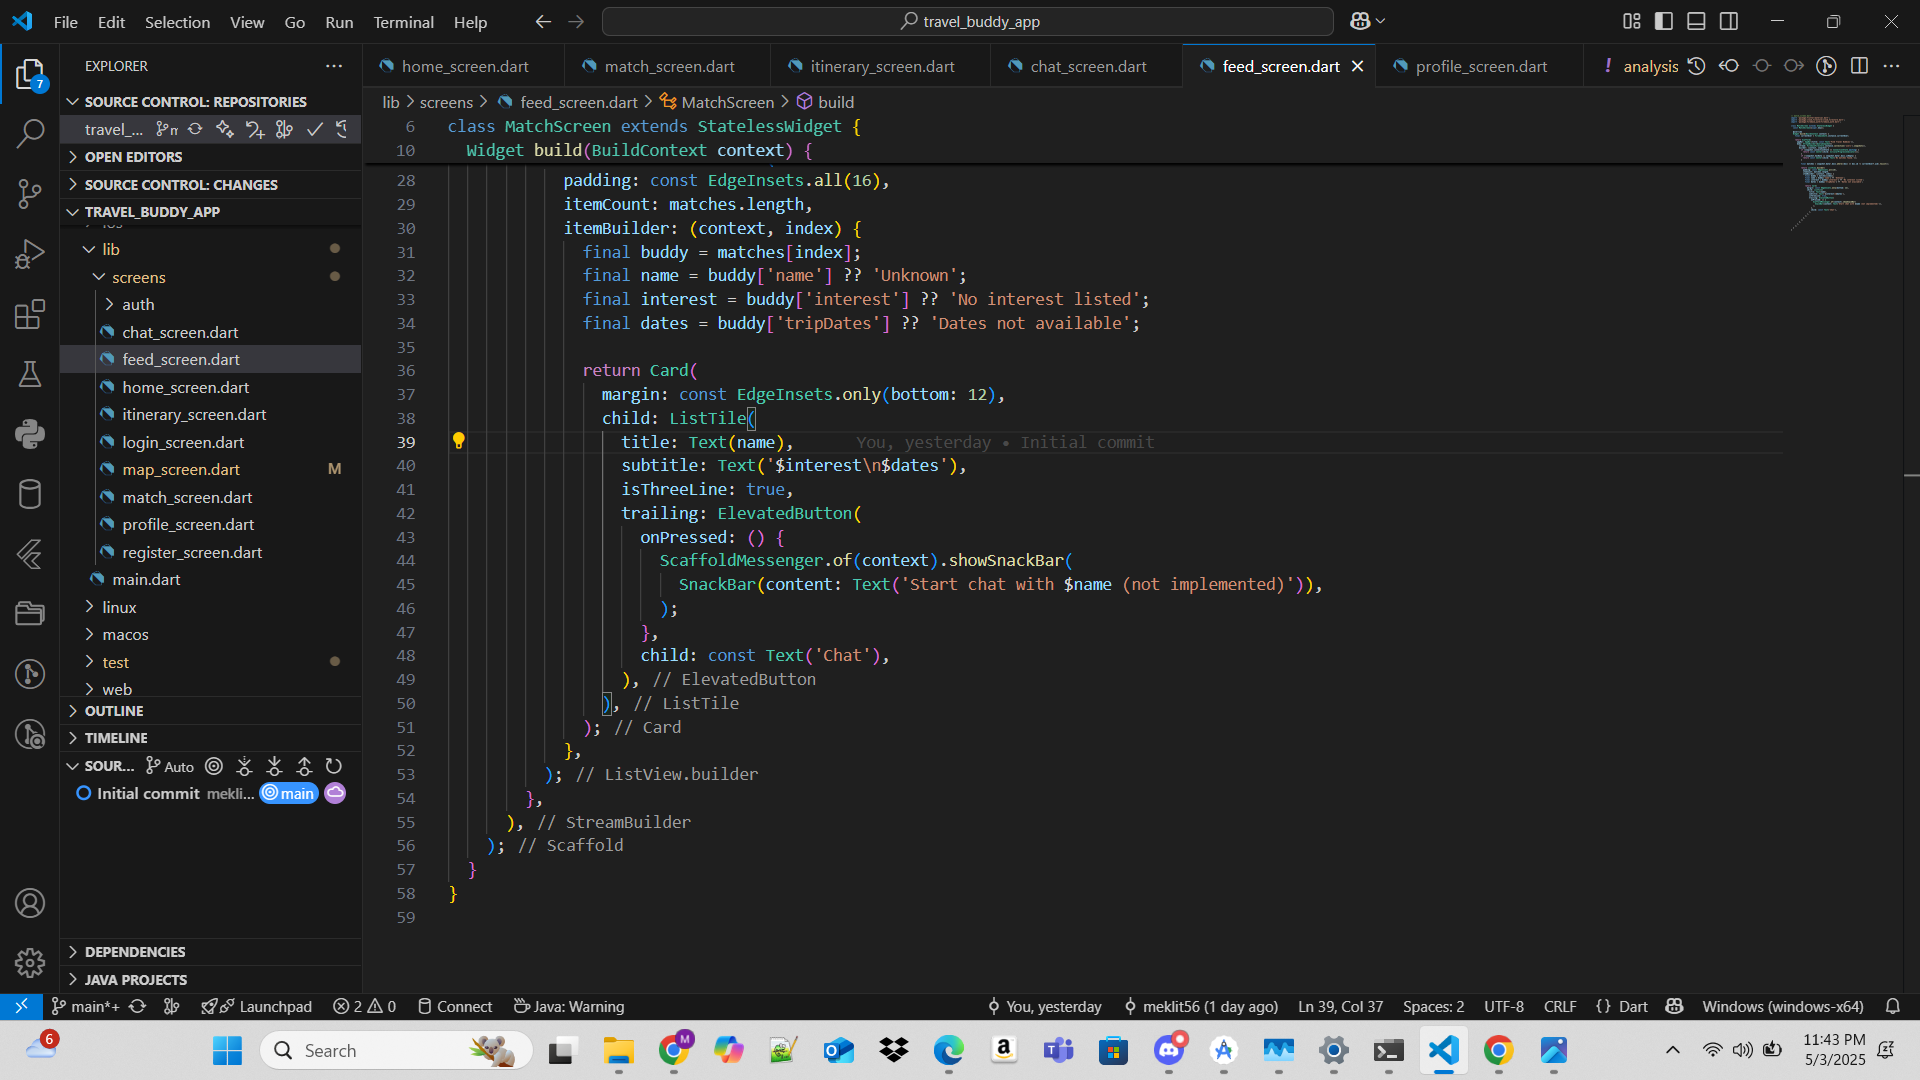 File Edit Selection View Go Run Terminal Help
travel_buddy_app
EXPLORER
7
SOURCE CONTROL: REPOSITORIES
travel_...
OPEN EDITORS
SOURCE CONTROL: CHANGES
TRAVEL_BUDDY_APP
lib
screens
auth
chat_screen.dart
feed_screen.dart
home_screen.dart
itinerary_screen.dart
login_screen.dart
map_screen.dart M
match_screen.dart
profile_screen.dart
register_screen.dart
main.dart
linux
macos
test
web
OUTLINE
TIMELINE
SOUR... Auto
Initial commit mekli... main
DEPENDENCIES
JAVA PROJECTS
home_screen.dart match_screen.dart itinerary_screen.dart chat_screen.dart feed_screen.dart profile_screen.dart ! analysis
lib > screens > feed_screen.dart > MatchScreen > build
6 class MatchScreen extends StatelessWidget {
10 Widget build(BuildContext context) {
28 padding: const EdgeInsets.all(16),
29 itemCount: matches.length,
30 itemBuilder: (context, index) {
31 final buddy = matches[index];
32 final name = buddy['name'] ?? 'Unknown';
33 final interest = buddy['interest'] ?? 'No interest listed';
34 final dates = buddy['tripDates'] ?? 'Dates not available';
35
36 return Card(
37 margin: const EdgeInsets.only(bottom: 12),
38 child: ListTile(
39 title: Text(name), You, yesterday • Initial commit
40 subtitle: Text('$interest\n$dates'),
41 isThreeLine: true,
42 trailing: ElevatedButton(
43 onPressed: () {
44 ScaffoldMessenger.of(context).showSnackBar(
45 SnackBar(content: Text('Start chat with $name (not implemented)')),
46 );
47 },
48 child: const Text('Chat'),
49 ), // ElevatedButton
50 ), // ListTile
51 ); // Card
52 },
53 ); // ListView.builder
54 },
55 ), // StreamBuilder
56 ); // Scaffold
57 }
58 }
59
main*+ Launchpad 2 0 Connect Java: Warning You, yesterday meklit56 (1 day ago) Ln 39, Col 37 Spaces: 2 UTF-8 CRLF {} Dart Windows (windows-x64)
6
Search
M
a
11:43 PM
5/3/2025